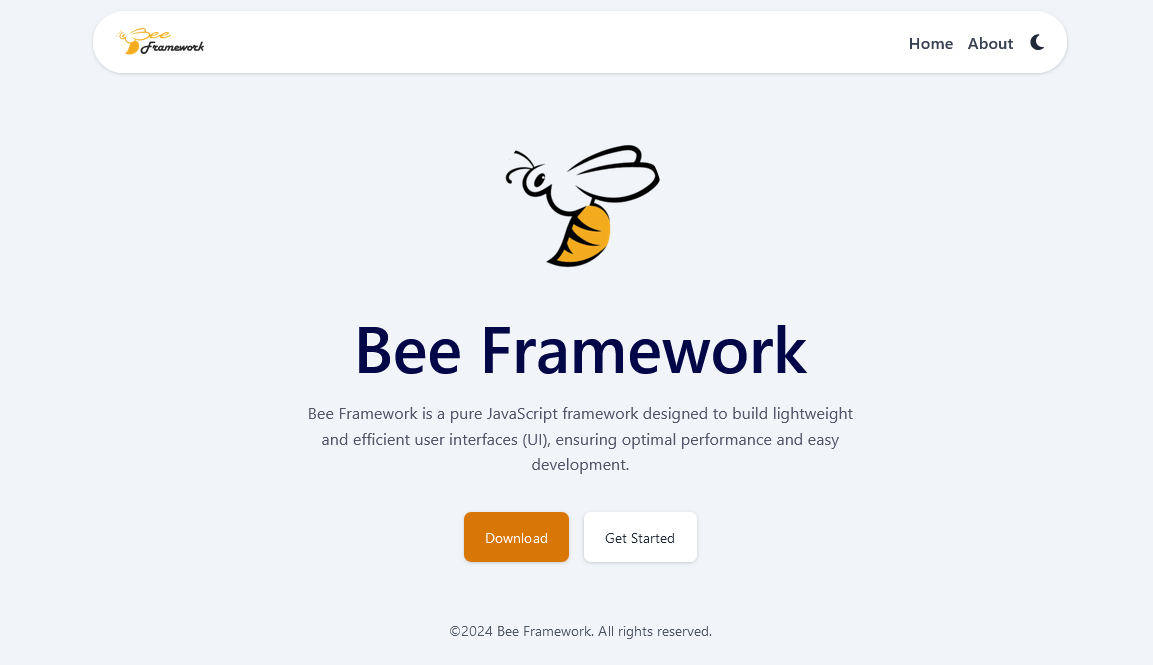 Bee
Framework
Home
About
Bee Framework
Bee Framework is a pure JavaScript framework designed to build lightweight
and efficient user interfaces (UI), ensuring optimal performance and easy
development.
Download
Get Started
©2024 Bee Framework. All rights reserved.